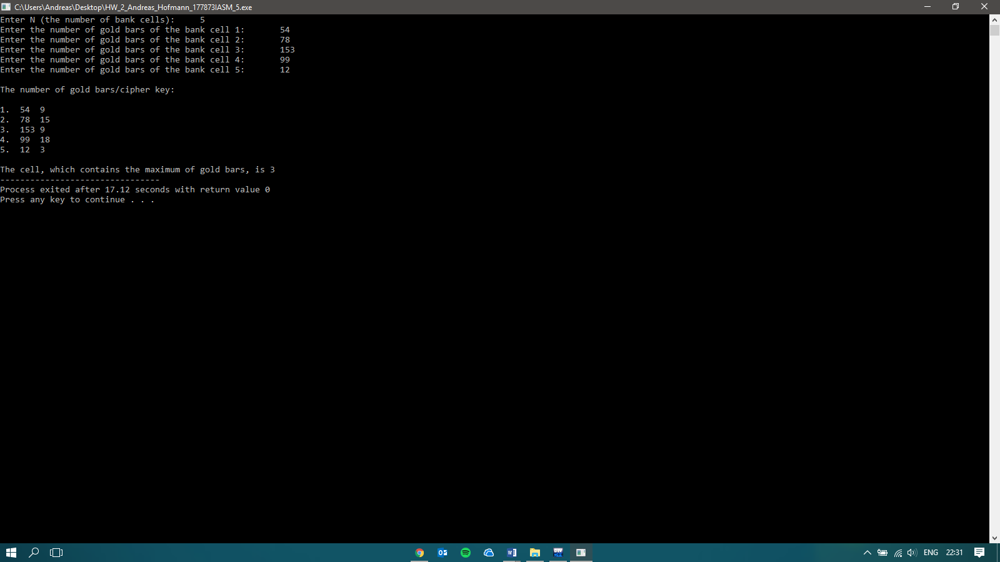 C:\Users\Andreas\Desktop\HW_2_Andreas_Hofmann_177873IASM_5.exe
Enter N (the number of bank cells):     5
Enter the number of gold bars of the bank cell 1:       54
Enter the number of gold bars of the bank cell 2:       78
Enter the number of gold bars of the bank cell 3:       153
Enter the number of gold bars of the bank cell 4:       99
Enter the number of gold bars of the bank cell 5:       12
The number of gold bars/cipher key:
1.  54  9
2.  78  15
3.  153 9
4.  99  18
5.  12  3
The cell, which contains the maximum of gold bars, is 3
--------------------------------
Process exited after 17.12 seconds with return value 0
Press any key to continue . . .
DEV
ENG 22:31